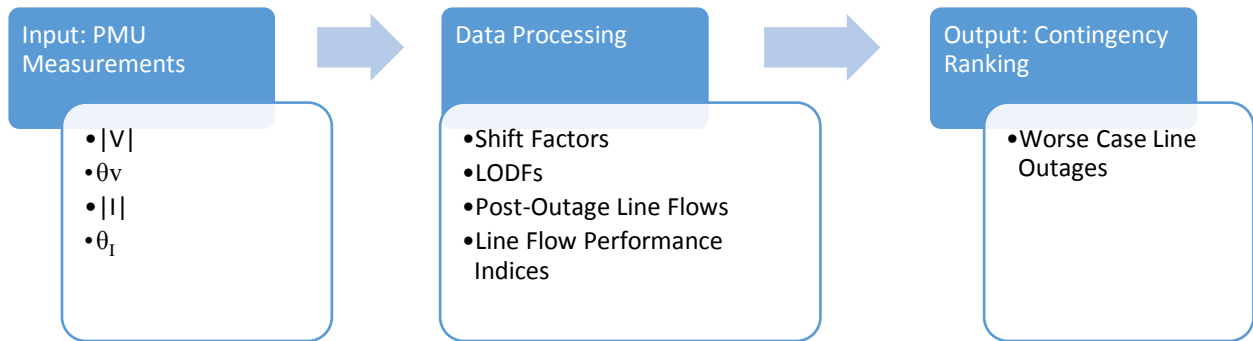 Input: PMU
Measurements
•|V|
•θv
•|I|
•θI
Data Processing
•Shift Factors
•LODFs
•Post-Outage Line Flows
•Line Flow Performance
Indices
Output: Contingency
Ranking
•Worse Case Line
Outages